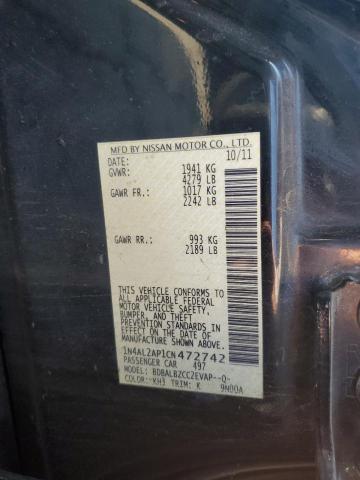 MFD BY NISSAN MOTOR CO., LTD.
DATE: 10/11
GVWR: 1941 KG
4279 LB
GAWR FR.: 1017 KG
2242 LB
GAWR RR.: 993 KG
2189 LB
THIS VEHICLE CONFORMS TO
ALL APPLICABLE FEDERAL
MOTOR VEHICLE SAFETY,
BUMPER, AND THEFT
PREVENTION STANDARDS IN
EFFECT ON THE DATE OF
MANUFACTURE SHOWN ABOVE.
1N4AL2AP1CN472742
PASSENGER CAR 497
MODEL: BDBALBZCC2EVAP--Q-
COLOR: KH3 TRIM: K 9N00A